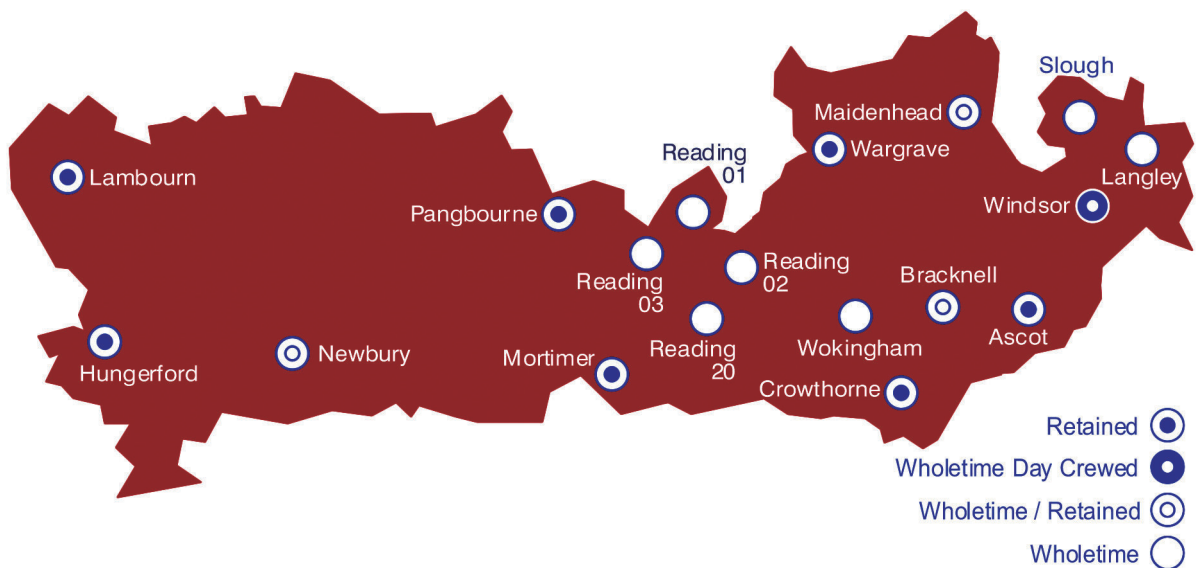 Slough
Maidenhead
Wargrave
Reading
01
Langley
Lambourn
Windsor
Pangbourne
Reading
02
Reading
03
Bracknell
Ascot
Wokingham
Reading
20
Newbury
Mortimer
Hungerford
Crowthorne
Retained
Wholetime Day Crewed
Wholetime / Retained
Wholetime